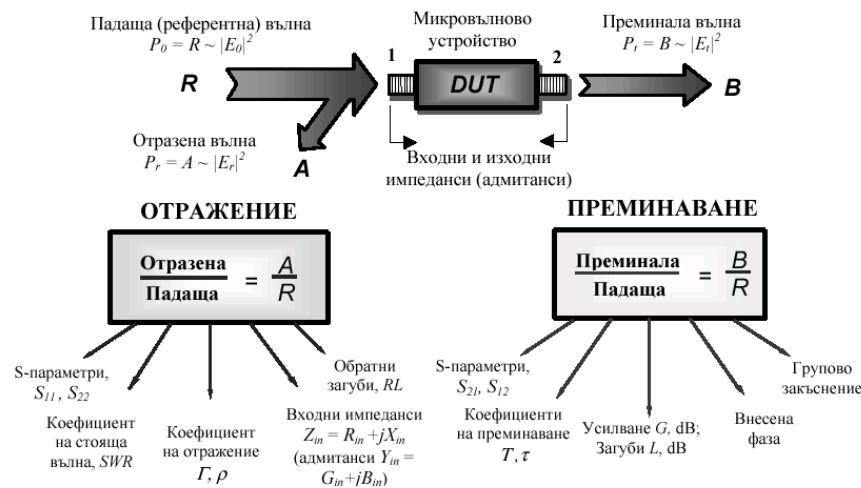 Падаща (референтна) вълна
P₀ = R ~ |E₀|²
R
Отразена вълна
Pᵣ = A ~ |Eᵣ|²
A
Микровълново
устройство
1
2
DUT
Входни и изходни
импеданси (адмитанси)
Преминала вълна
Pₜ = B ~ |Eₜ|²
B
ОТРАЖЕНИЕ
Отразена
Падаща
= A/R
S-параметри,
S₁₁, S₂₂
Коефициент
на стояща
вълна, SWR
Коефициент
на отражение
Γ, ρ
Входни импеданси
Zᵢₙ = Rᵢₙ +jXᵢₙ
(адмитанси Yᵢₙ =
Gᵢₙ+jBᵢₙ)
Обратни
загуби, RL
ПРЕМИНАВАНЕ
Преминала
Падаща
= B/R
S-параметри,
S₂₁, S₁₂
Коефициенти
на преминаване
T, τ
Усилване G, dB;
Загуби L, dB
Внесена
фаза
Групово
закъснение